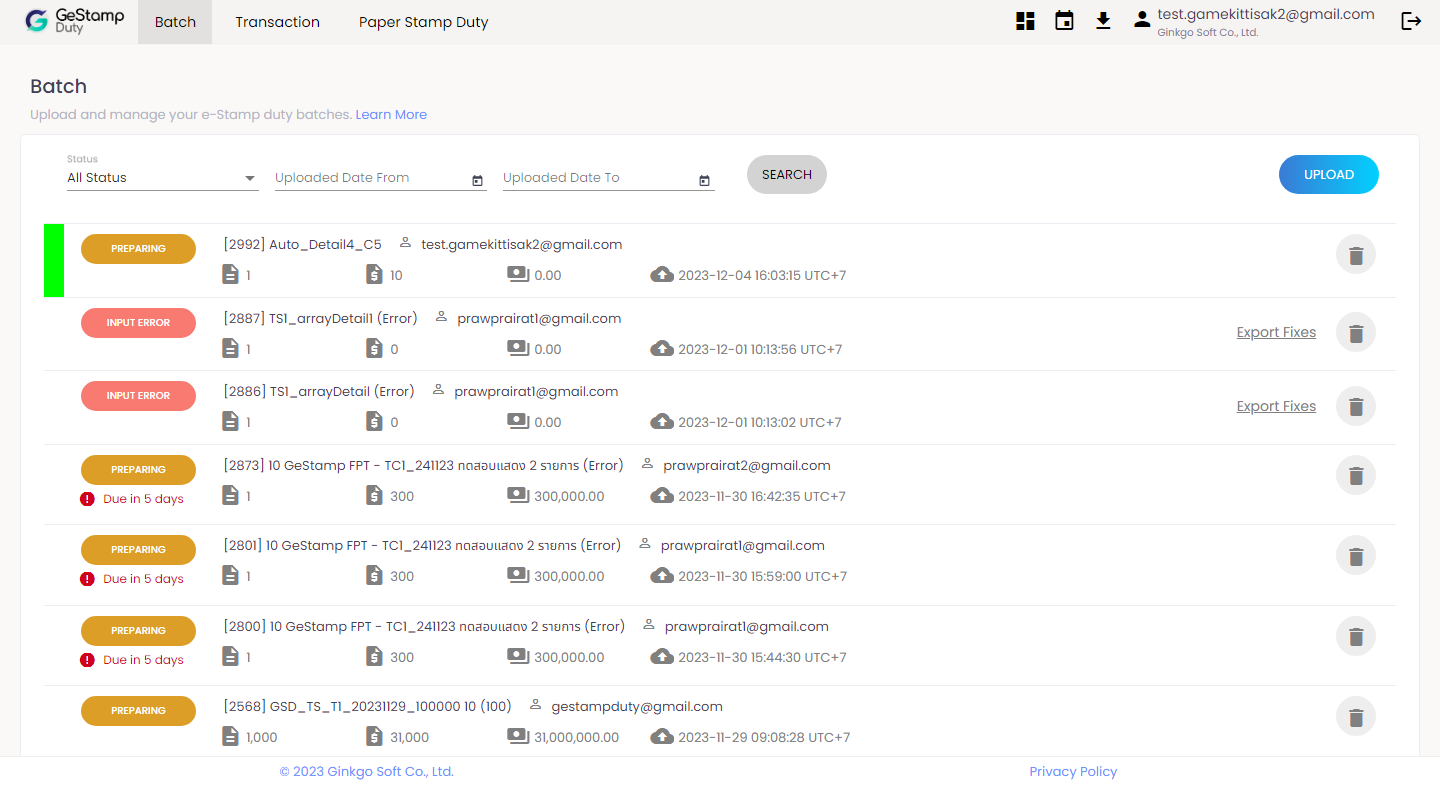 GeStamp
Duty
Batch
Transaction
Paper Stamp Duty
test.gamekittisak2@gmail.com
Ginkgo Soft Co., Ltd.
Batch
Upload and manage your e-Stamp duty batches. Learn More
Status
All Status
Uploaded Date From
Uploaded Date To
SEARCH
UPLOAD
PREPARING
[2992] Auto_Detail4_C5 test.gamekittisak2@gmail.com
1 10 0.00 2023-12-04 16:03:15 UTC+7
INPUT ERROR
[2887] TS1_arrayDetail1 (Error) prawprairat1@gmail.com
1 0 0.00 2023-12-01 10:13:56 UTC+7
Export Fixes
INPUT ERROR
[2886] TS1_arrayDetail (Error) prawprairat1@gmail.com
1 0 0.00 2023-12-01 10:13:02 UTC+7
Export Fixes
PREPARING
[2873] 10 GeStamp FPT - TC1_241123 ทดสอบแสดง 2 รายการ (Error) prawprairat2@gmail.com
Due in 5 days
1 300 300,000.00 2023-11-30 16:42:35 UTC+7
PREPARING
[2801] 10 GeStamp FPT - TC1_241123 ทดสอบแสดง 2 รายการ (Error) prawprairat1@gmail.com
Due in 5 days
1 300 300,000.00 2023-11-30 15:59:00 UTC+7
PREPARING
[2800] 10 GeStamp FPT - TC1_241123 ทดสอบแสดง 2 รายการ (Error) prawprairat1@gmail.com
Due in 5 days
1 300 300,000.00 2023-11-30 15:44:30 UTC+7
PREPARING
[2568] GSD_TS_T1_20231129_100000 10 (100) gestampduty@gmail.com
1,000 31,000 31,000,000.00 2023-11-29 09:08:28 UTC+7
© 2023 Ginkgo Soft Co., Ltd.
Privacy Policy